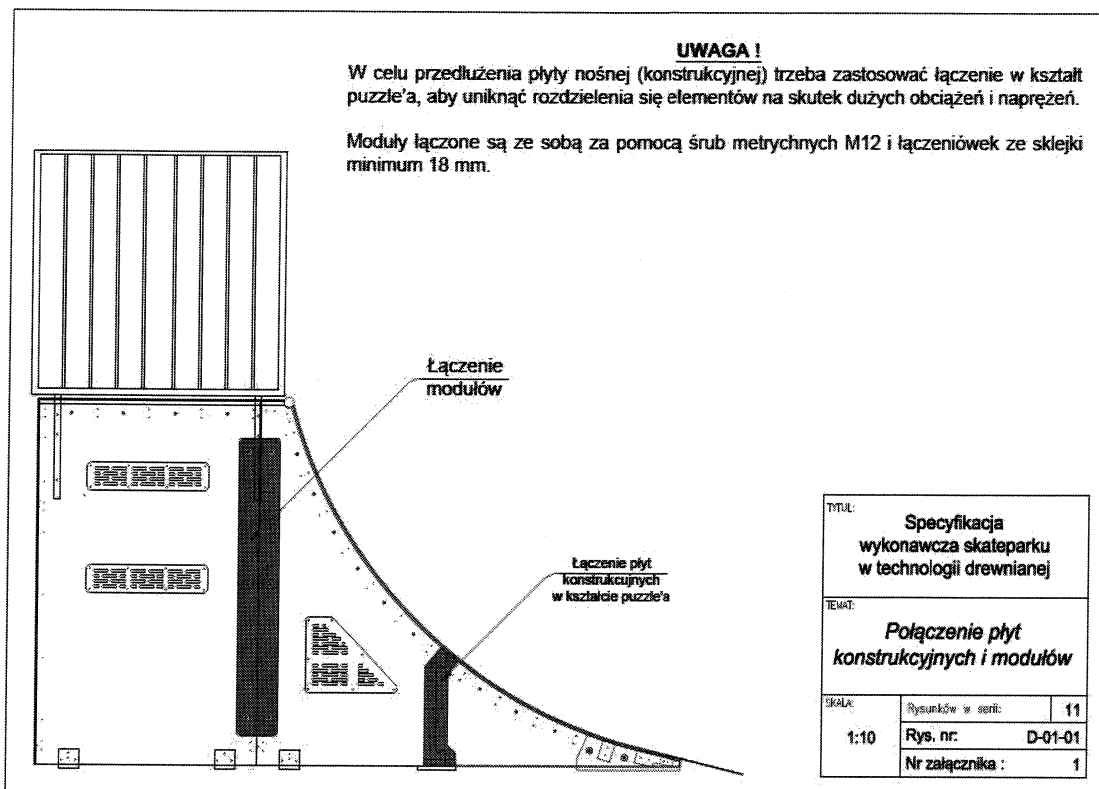 UWAGA !
W celu przedłużenia płyty nośnej (konstrukcyjnej) trzeba zastosować łączenie w kształt
puzzle'a, aby uniknąć rozdzielenia się elementów na skutek dużych obciążeń i naprężeń.
Moduły łączone są ze sobą za pomocą śrub metrycznych M12 i łączeniówek ze sklejki
minimum 18 mm.
Łączenie
modułów
Łączenie płyt
konstrukcujnych
w kształcie puzzle'a
TYTUŁ:
Specyfikacja
wykonawcza skateparku
w technologii drewnianej
TEMAT:
Połączenie płyt
konstrukcyjnych i modułów
SKALA:
1:10
Rysunków w serii: 11
Rys. nr: D-01-01
Nr załącznika : 1